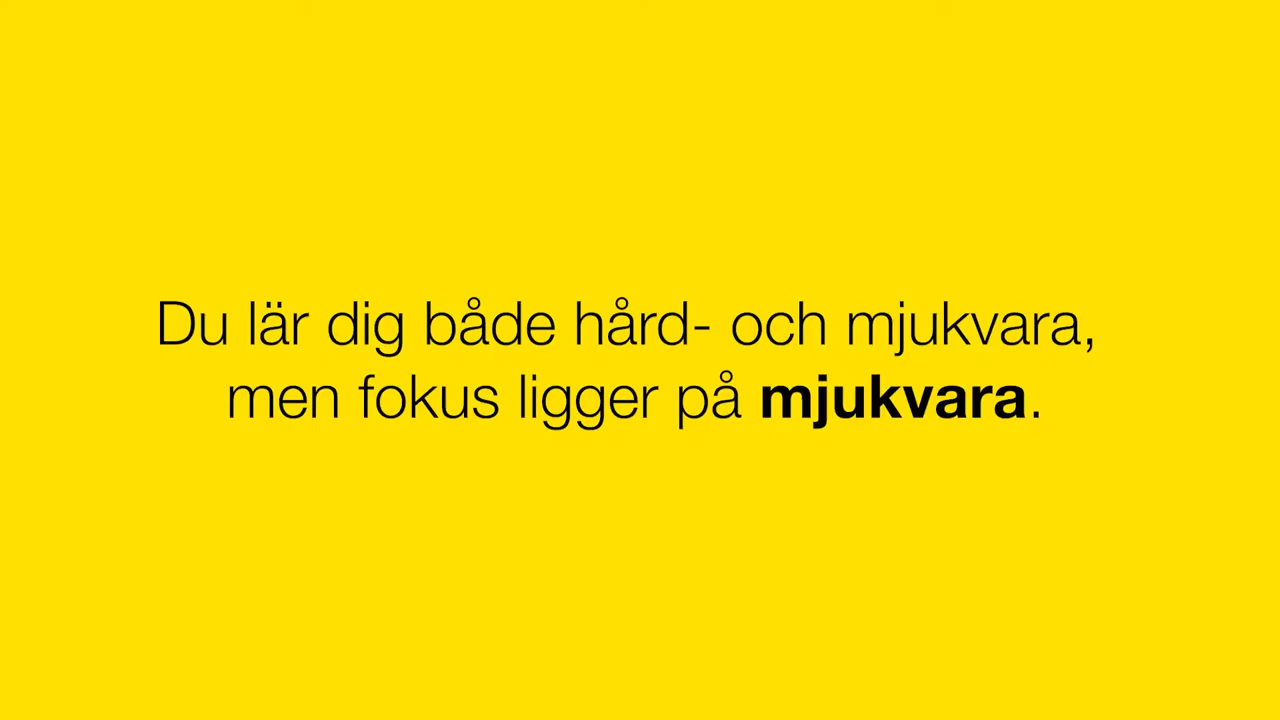 Du lär dig både hård- och mjukvara,
men fokus ligger på mjukvara.